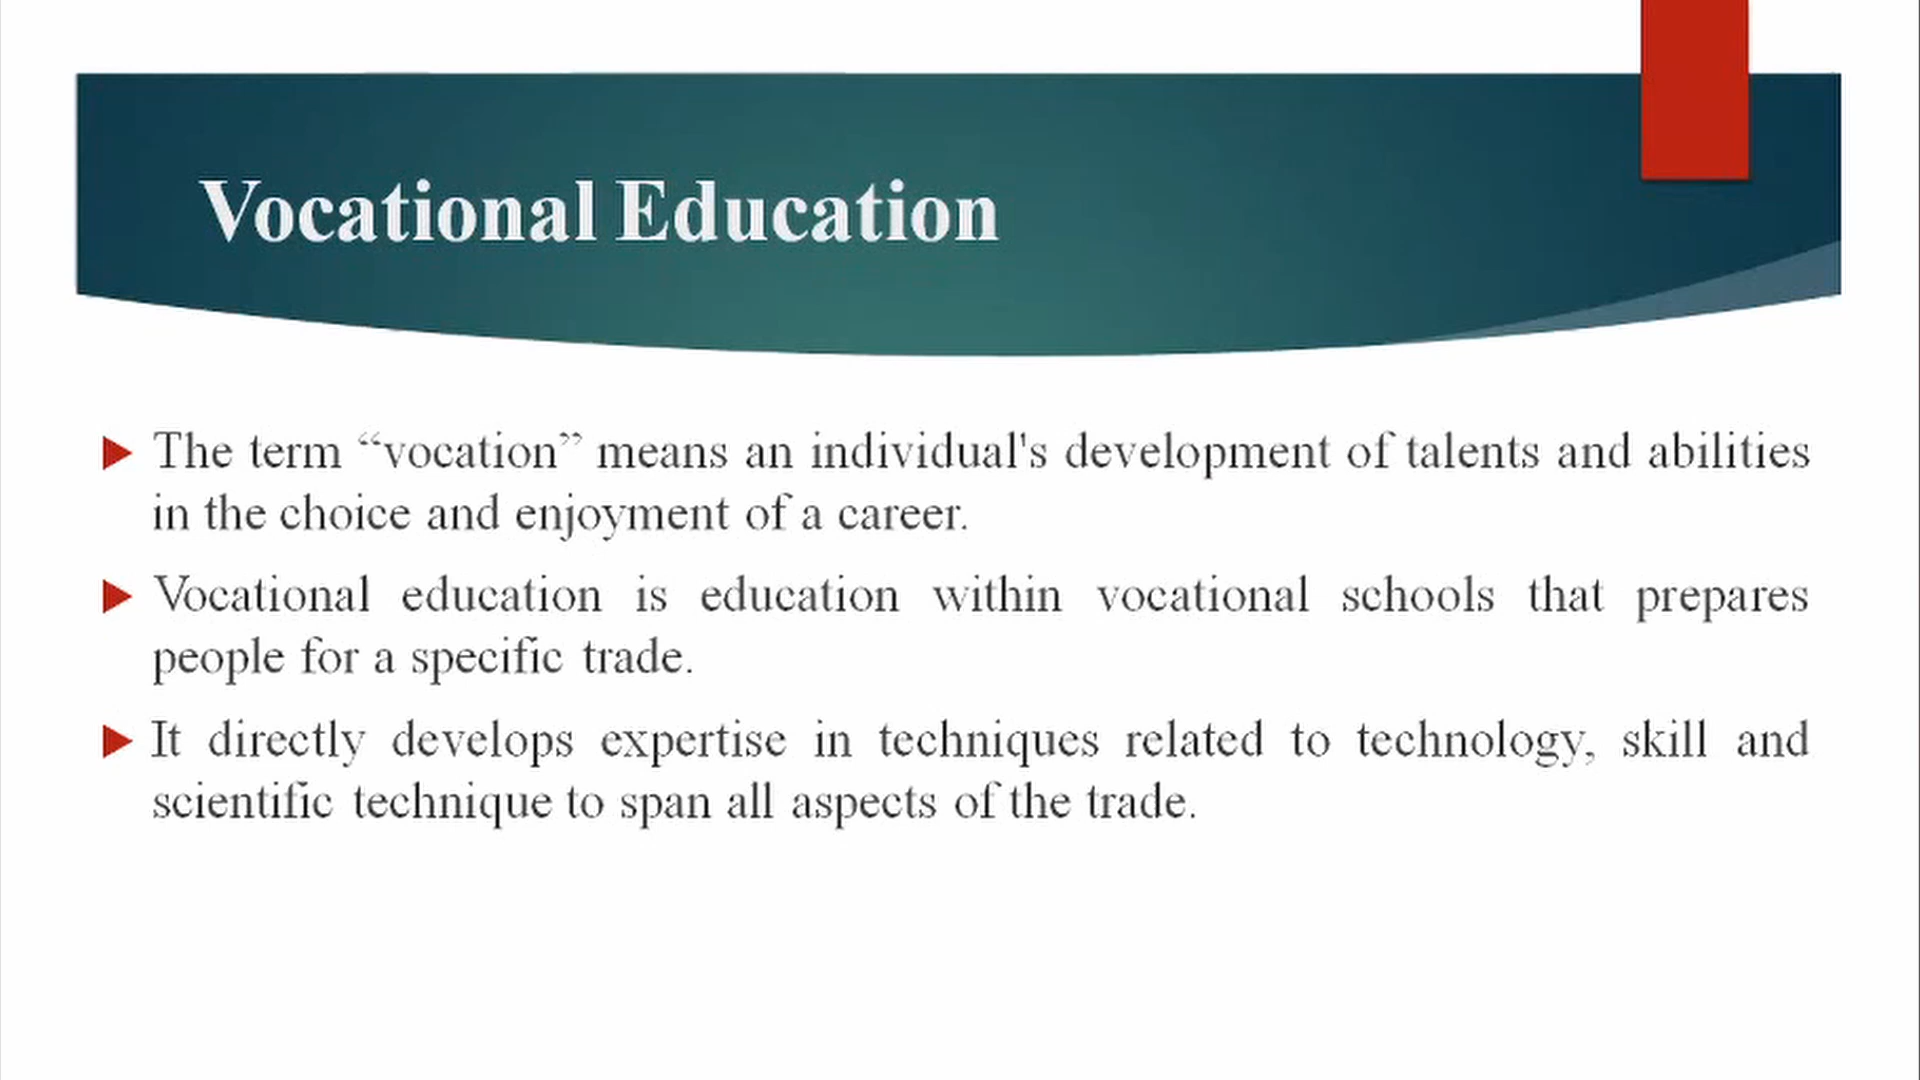 Vocational Education
The term “vocation” means an individual's development of talents and abilities
in the choice and enjoyment of a career.
Vocational education is education within vocational schools that prepares
people for a specific trade.
It directly develops expertise in techniques related to technology, skill and
scientific technique to span all aspects of the trade.